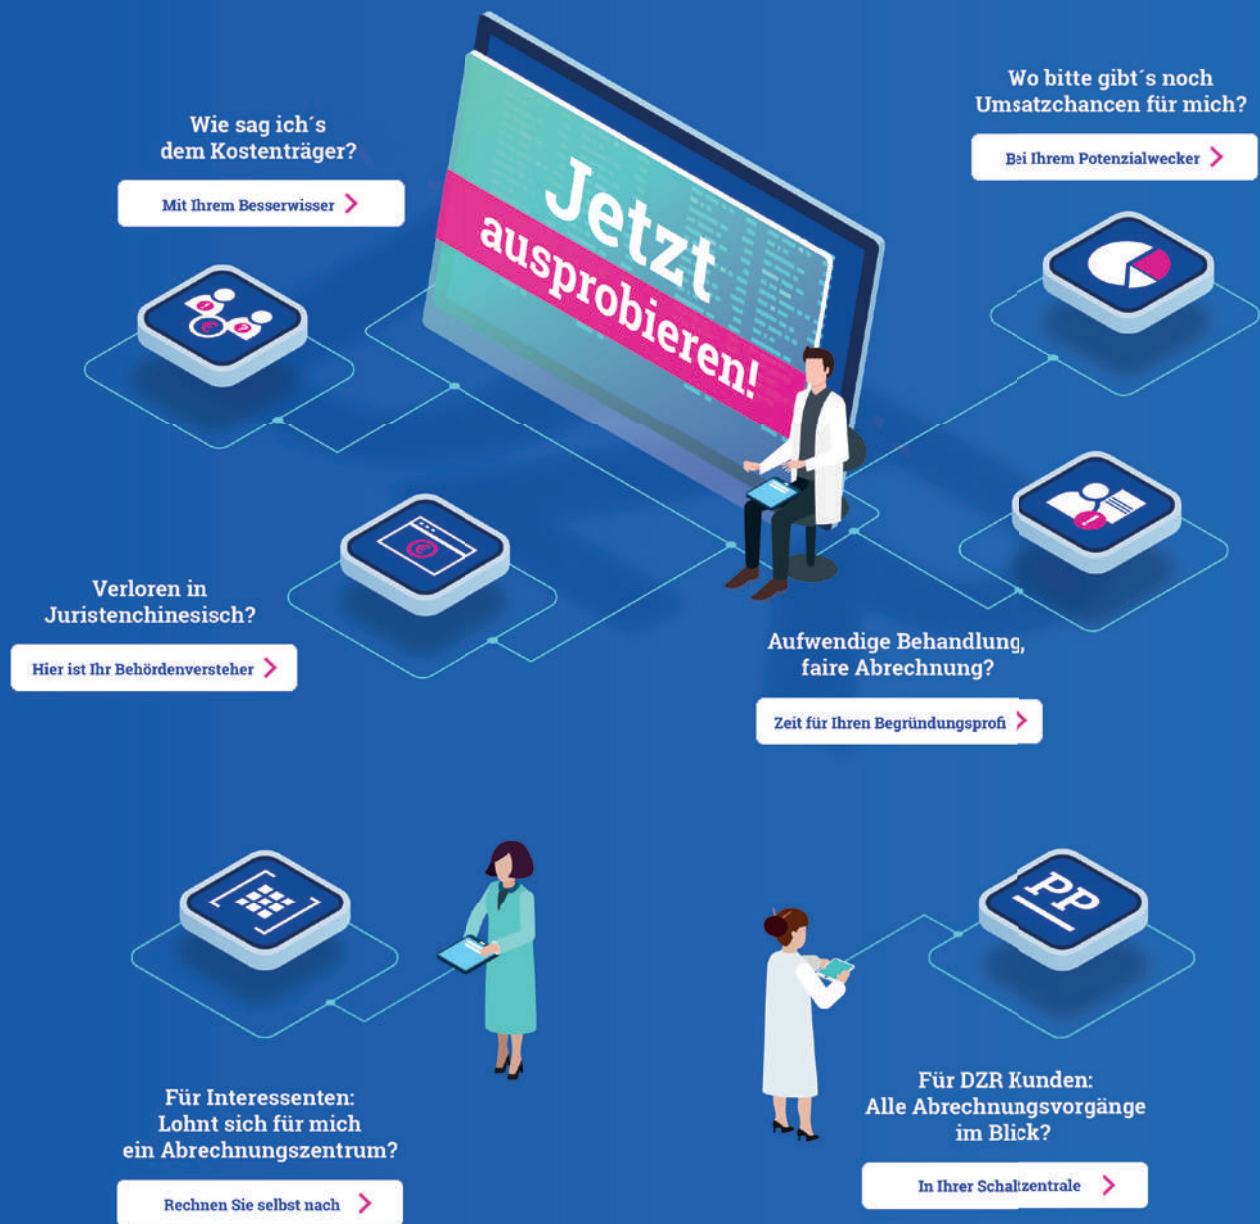 Wie sag ich´s
dem Kostenträger?
Mit Ihrem Besserwisser
Jetzt
ausprobieren!
Wo bitte gibt´s noch
Umsatzchancen für mich?
Bei Ihrem Potenzialwecker
Verloren in
Juristenchinesisch?
Hier ist Ihr Behördenversteher
Aufwendige Behandlung,
faire Abrechnung?
Zeit für Ihren Begründungsprofi
PP
Für Interessenten:
Lohnt sich für mich
ein Abrechnungszentrum?
Rechnen Sie selbst nach
Für DZR Kunden:
Alle Abrechnungsvorgänge
im Blick?
In Ihrer Schaltzentrale